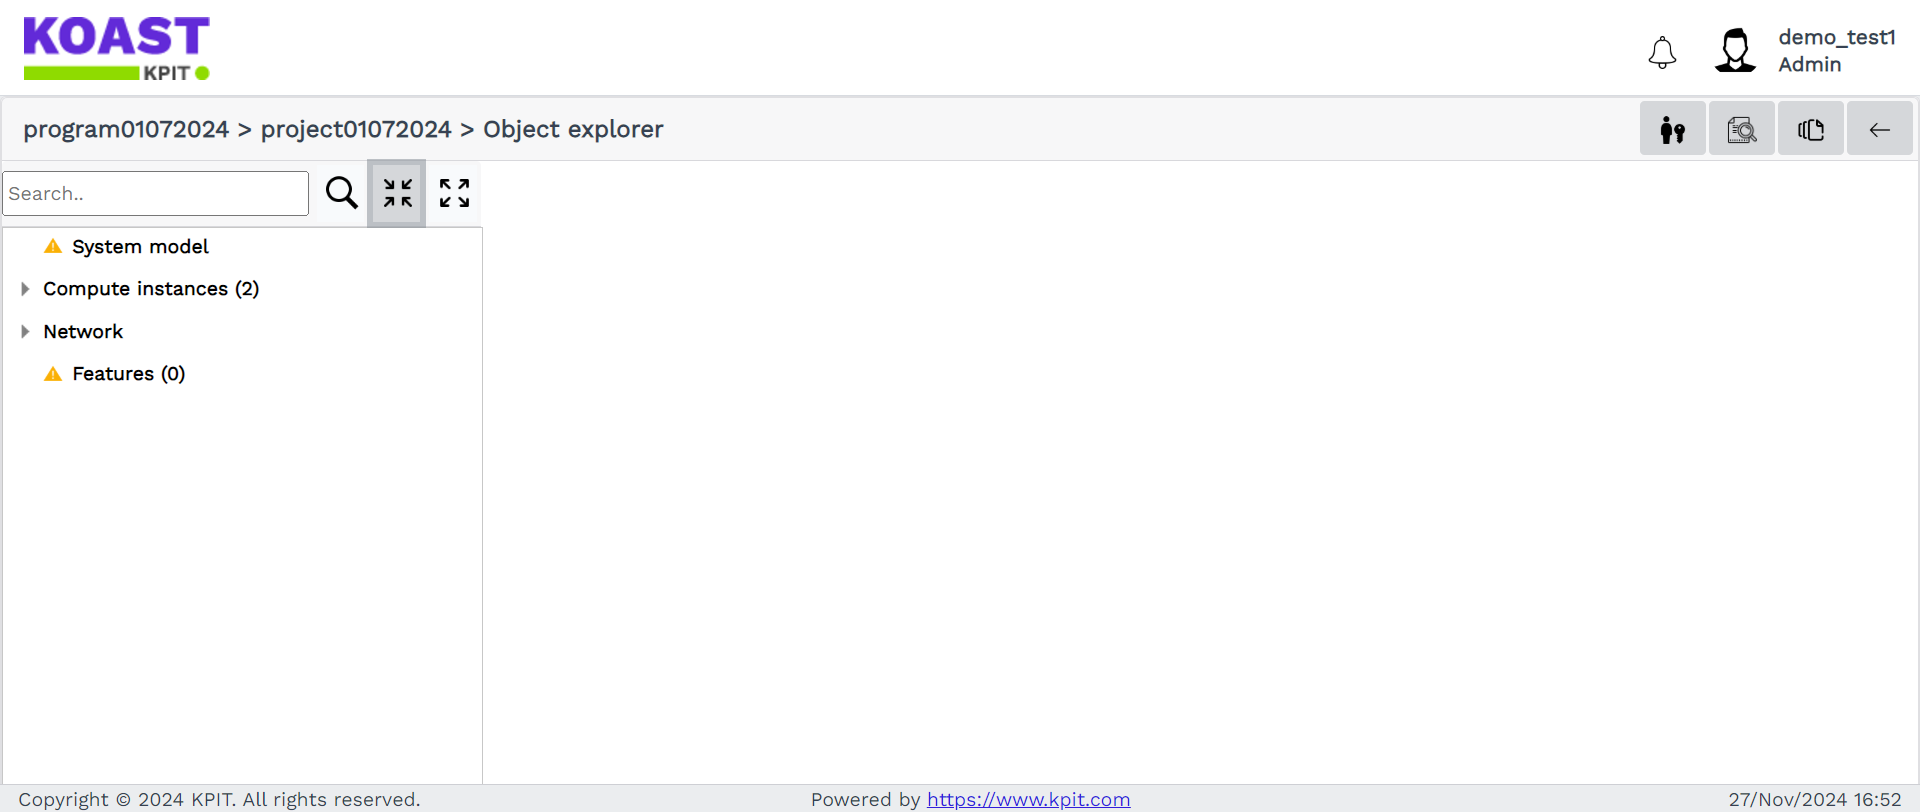 KOAST
KPIT
demo_test1
Admin
program01072024 > project01072024 > Object explorer
Search..
System model
Compute instances (2)
Network
Features (0)
Copyright © 2024 KPIT. All rights reserved.
Powered by https://www.kpit.com
27/Nov/2024 16:52